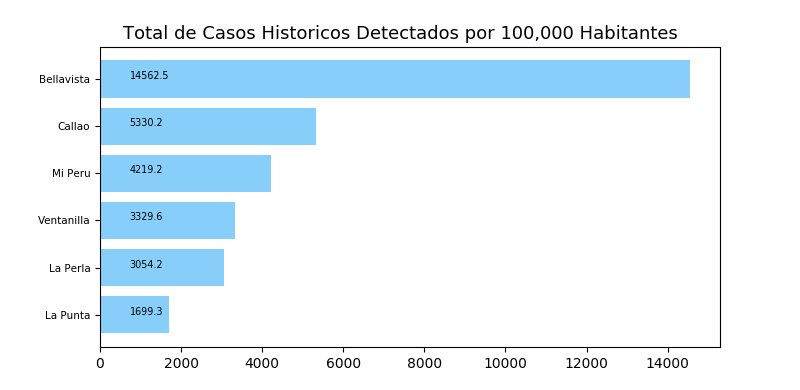 Total de Casos Historicos Detectados por 100,000 Habitantes
Bellavista 14562.5
Callao 5330.2
Mi Peru 4219.2
Ventanilla 3329.6
La Perla 3054.2
La Punta 1699.3
0 2000 4000 6000 8000 10000 12000 14000